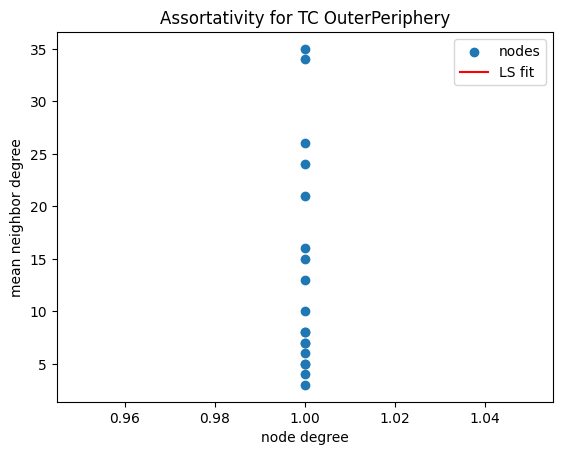 Assortativity for TC OuterPeriphery
nodes
LS fit
mean neighbor degree
35
30
25
20
15
10
5
0.96
0.98
1.00
1.02
1.04
node degree